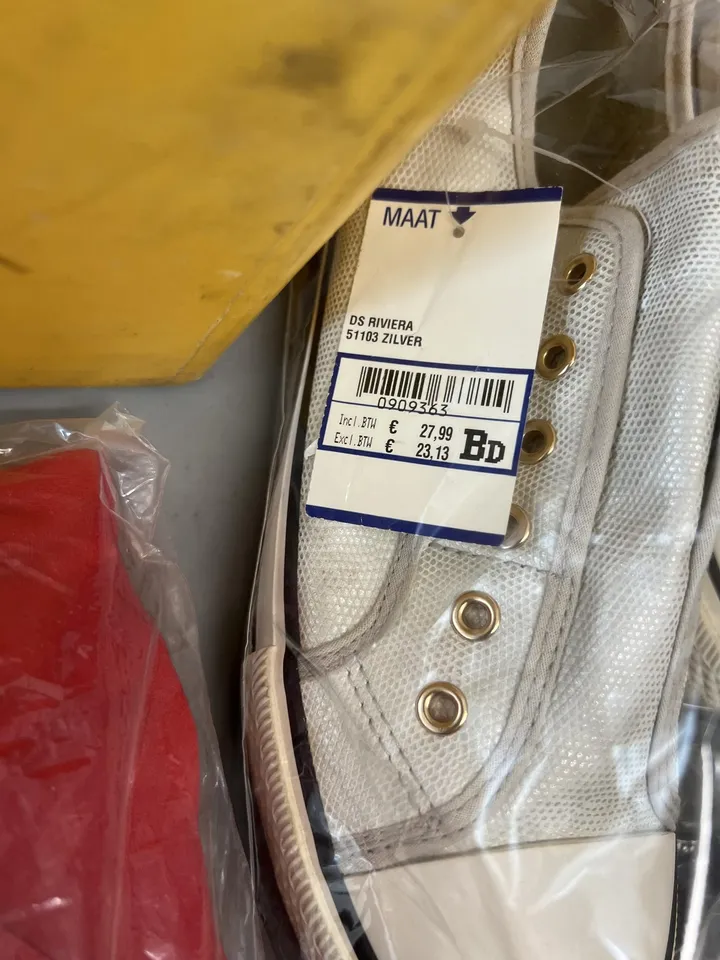 MAAT
DS RIVIERA
51103 ZILVER
0909363
Incl.BTW € 27,99
Excl.BTW € 23.13
BD